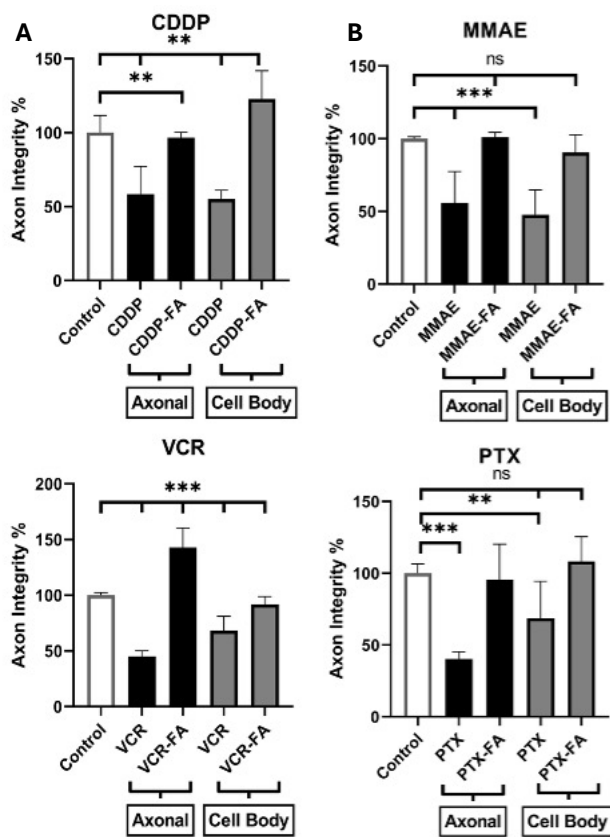 A
CDDP
Axon Integrity %
150
100
50
0
**
**
Control
CDDP
CDDP-FA
CDDP
CDDP-FA
Axonal
Cell Body
B
MMAE
Axon Integrity %
150
100
50
0
ns
***
Control
MMAE
MMAE-FA
MMAE
MMAE-FA
Axonal
Cell Body
VCR
Axon Integrity %
200
150
100
50
0
***
Control
VCR
VCR-FA
VCR
VCR-FA
Axonal
Cell Body
PTX
Axon Integrity %
150
100
50
0
ns
**
***
Control
PTX
PTX-FA
PTX
PTX-FA
Axonal
Cell Body